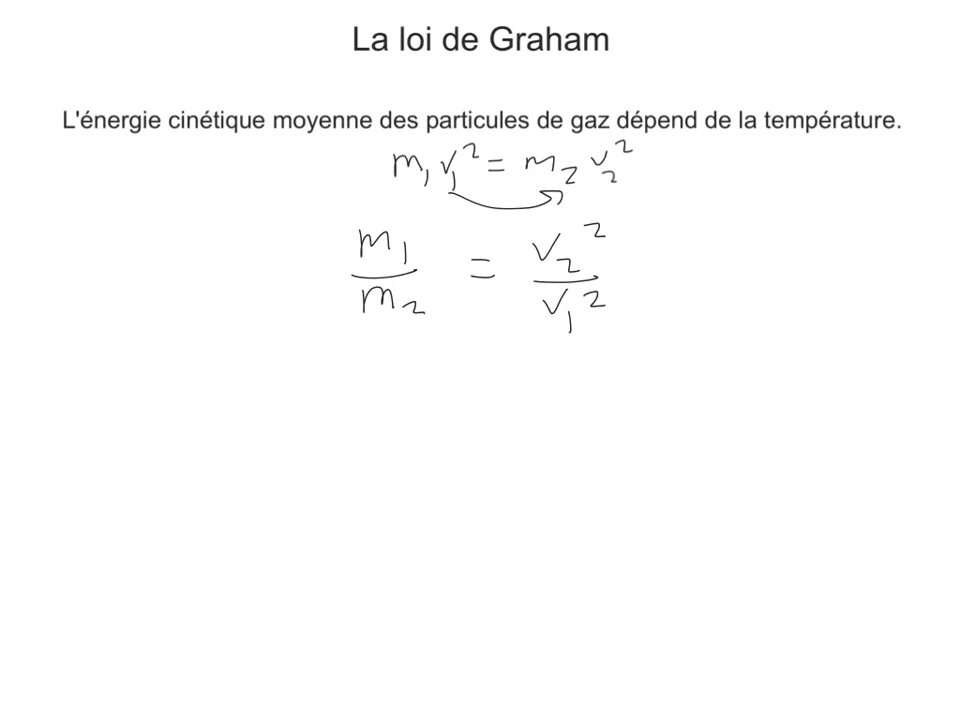 La loi de Graham
L'énergie cinétique moyenne des particules de gaz dépend de la température.
m₁v₁² = m₂v₂²
m₁/m₂ = v₂²/v₁²